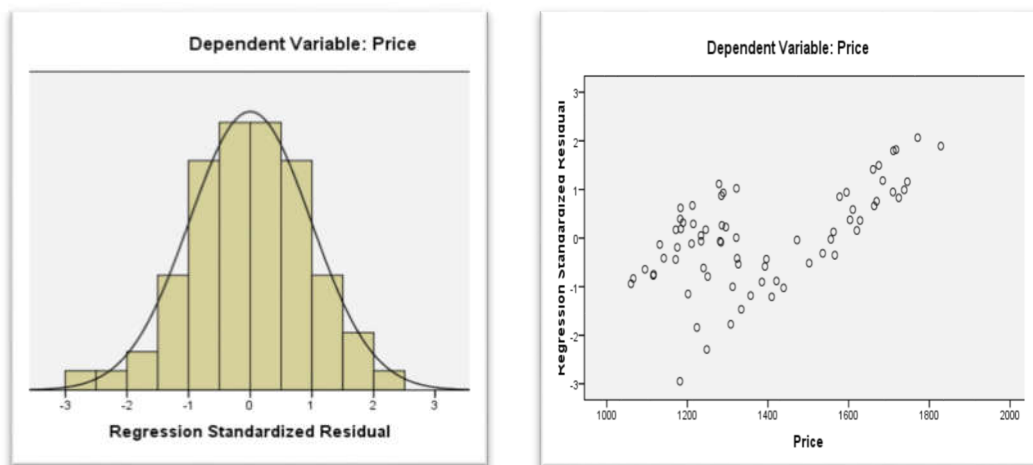 Dependent Variable: Price
-3 -2 -1 0 1 2 3
Regression Standardized Residual
Dependent Variable: Price
Regression Standardized Residual
3
2
1
0
-1
-2
-3
1000 1200 1400 1600 1800 2000
Price